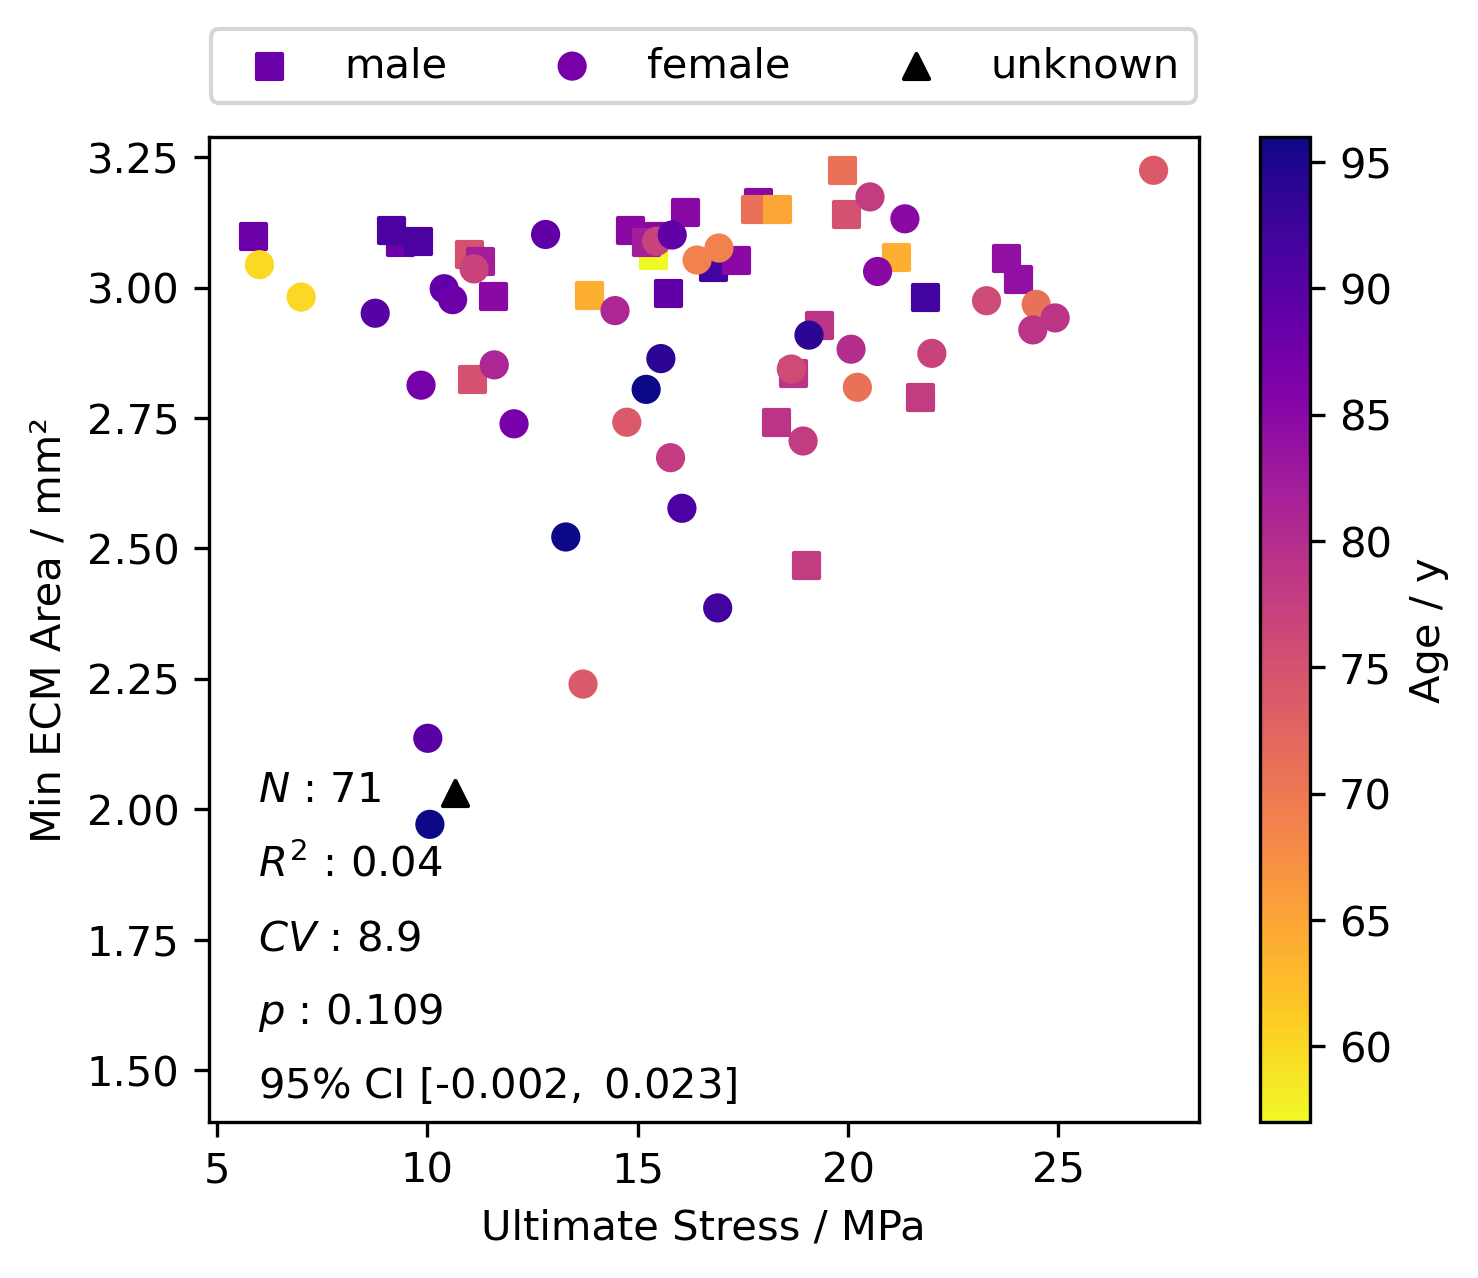 male female unknown
3.25
3.00
2.75
2.50
2.25
2.00
1.75
1.50
Min ECM Area / mm²
N : 71
R² : 0.04
CV : 8.9
p : 0.109
95% CI [-0.002, 0.023]
5 10 15 20 25
Ultimate Stress / MPa
95
90
85
80
75
70
65
60
Age / y